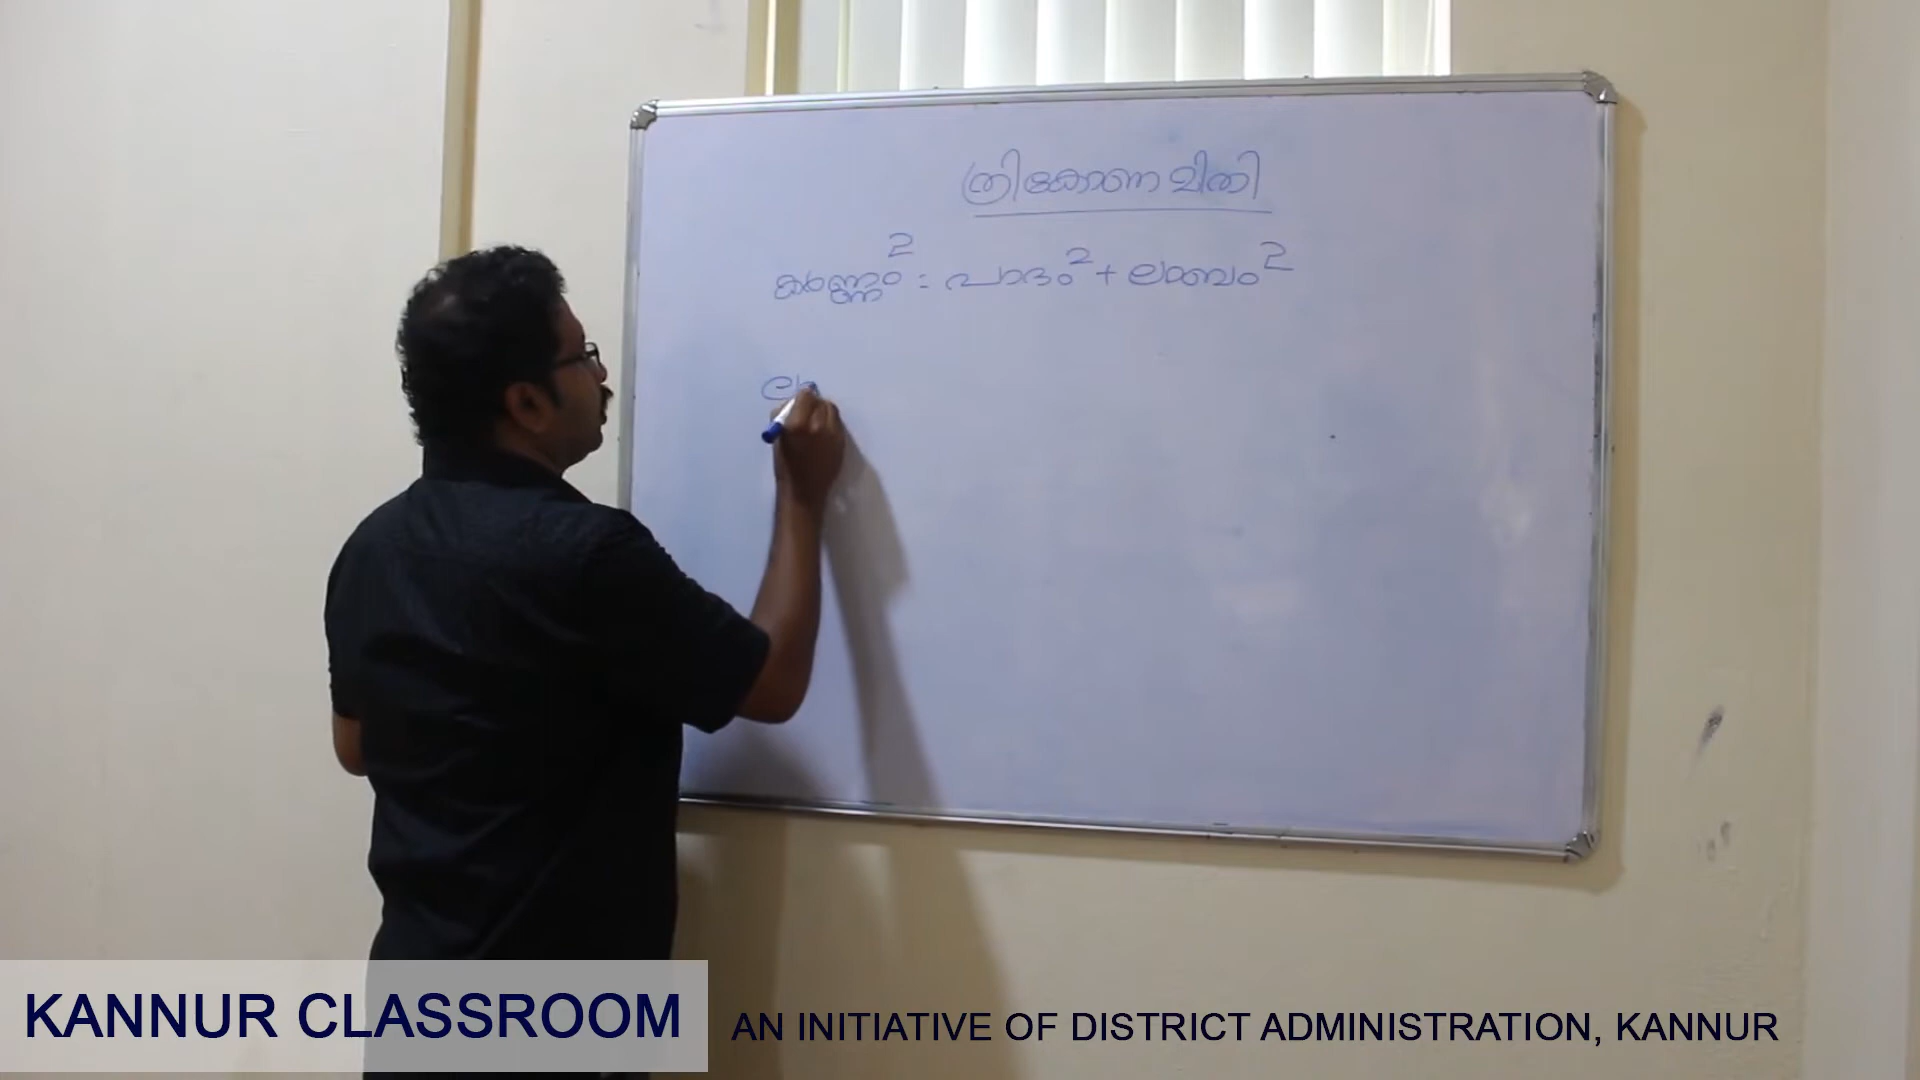 ത്രികോണമിതി
കർണ്ണം² = പാദം² + ലംബം²
ല
KANNUR CLASSROOM
AN INITIATIVE OF DISTRICT ADMINISTRATION, KANNUR